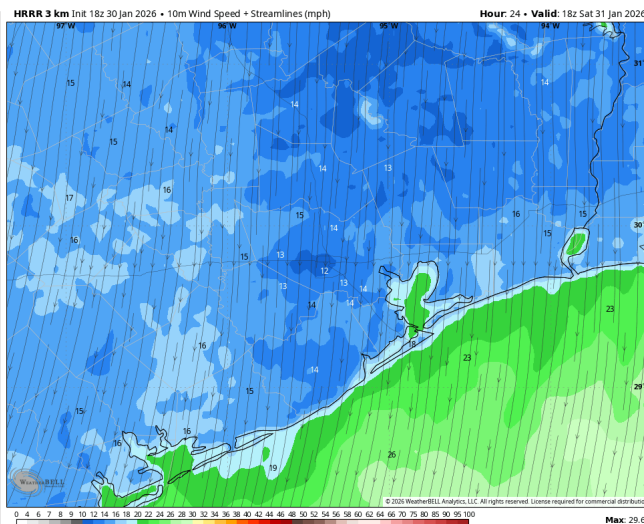 HRRR 3 km Init 18z 30 Jan 2026 • 10m Wind Speed + Streamlines (mph)
Hour: 24 • Valid: 18z Sat 31 Jan 2026
97 W 96 W 95 W 94 W
31°
15 14 14 14
15 14
14 13
17 16
15 16 15
30°
16 14 15
15 13
12
13 13 14
14 14
23
18
16
23
14
29°
15
15
16 16
26
19
WEATHERBELL
© 2026 WeatherBELL Analytics, LLC. All rights reserved. License required for commercial distribut
0 4 6 7 8 9 10 12 14 16 18 20 22 24 26 28 30 32 34 36 38 40 42 44 46 48 50 52 54 56 58 60 62 64 66 70 75 80 85 90 95 100
Max: 29.6